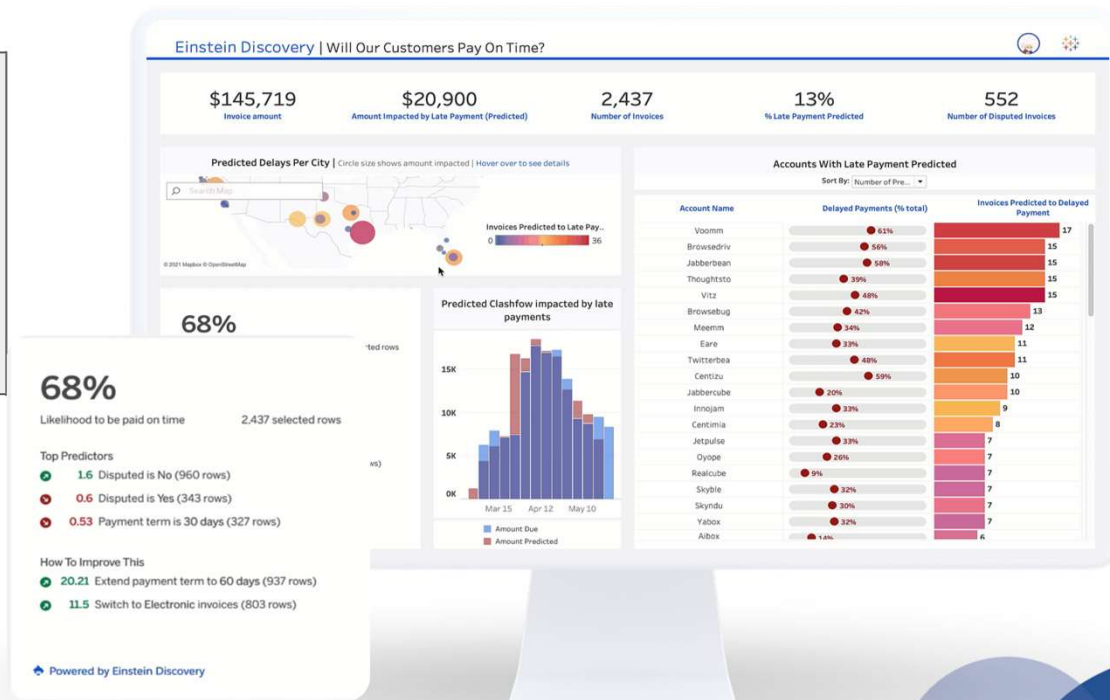 Einstein Discovery | Will Our Customers Pay On Time?
$145,719
Invoice amount
$20,900
Amount Impacted by Late Payment (Predicted)
2,437
Number of Invoices
13%
% Late Payment Predicted
552
Number of Disputed Invoices
Predicted Delays Per City | Circle size shows amount impacted | Hover over to see details
Search Map
Invoices Predicted to Late Pay..
0 36
© 2021 Mapbox © OpenStreetMap
68%
ted rows
ws)
Predicted Clashfow impacted by late
payments
15K
10K
5K
0K
Mar 15 Apr 12 May 10
Amount Due
Amount Predicted
Accounts With Late Payment Predicted
Sort By: Number of Pre...
Account Name Delayed Payments (% total) Invoices Predicted to Delayed
Payment
Voomm 61% 17
Browsedriv 56% 15
Jabberbean 58% 15
Thoughtsto 39% 15
Vitz 48% 15
Browsebug 42% 13
Meemm 34% 12
Eare 33% 11
Twitterbea 48% 11
Centizu 59% 10
Jabbercube 20% 10
Innojam 33% 9
Centimia 23% 8
Jetpulse 33% 7
Oyope 26% 7
Realcube 9% 7
Skyble 32% 7
Skyndu 30% 7
Yabox 32% 7
Aibox 14% 6
68%
Likelihood to be paid on time 2,437 selected rows
Top Predictors
1.6 Disputed is No (960 rows)
0.6 Disputed is Yes (343 rows)
0.53 Payment term is 30 days (327 rows)
How To Improve This
20.21 Extend payment term to 60 days (937 rows)
11.5 Switch to Electronic invoices (803 rows)
Powered by Einstein Discovery